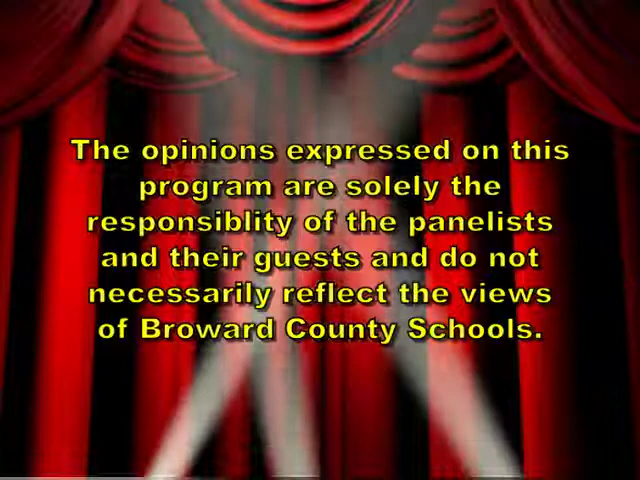 The opinions expressed on this
program are solely the
responsiblity of the panelists
and their guests and do not
necessarily reflect the views
of Broward County Schools.